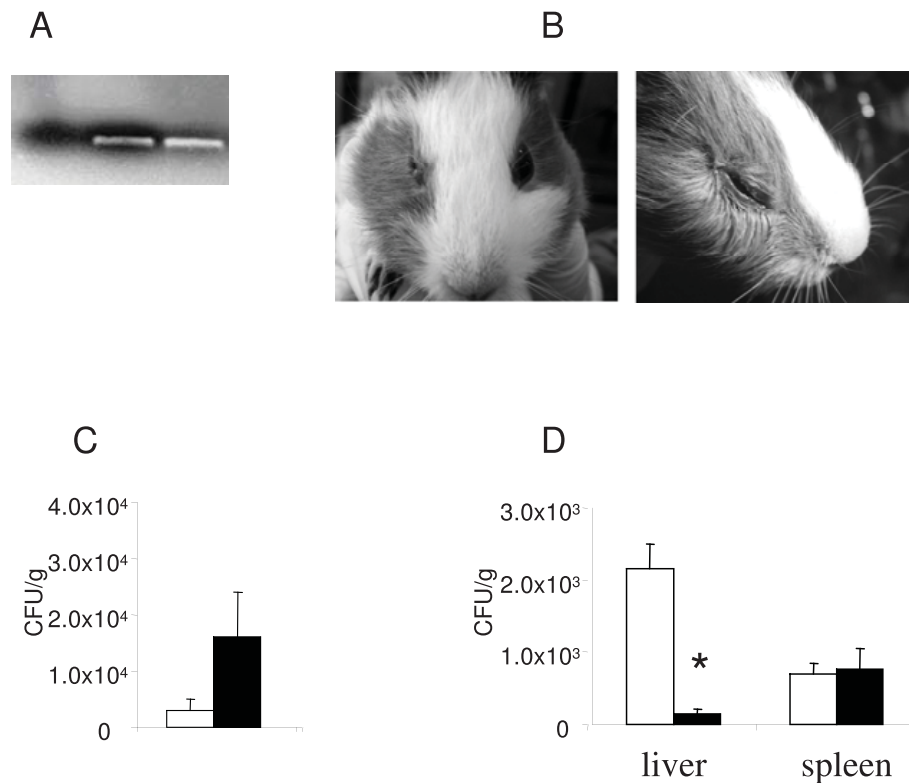 A
B
C
CFU/g
4.0x10⁴
3.0x10⁴
2.0x10⁴
1.0x10⁴
0
D
CFU/g
3.0x10³
2.0x10³
1.0x10³
0
*
liver
spleen